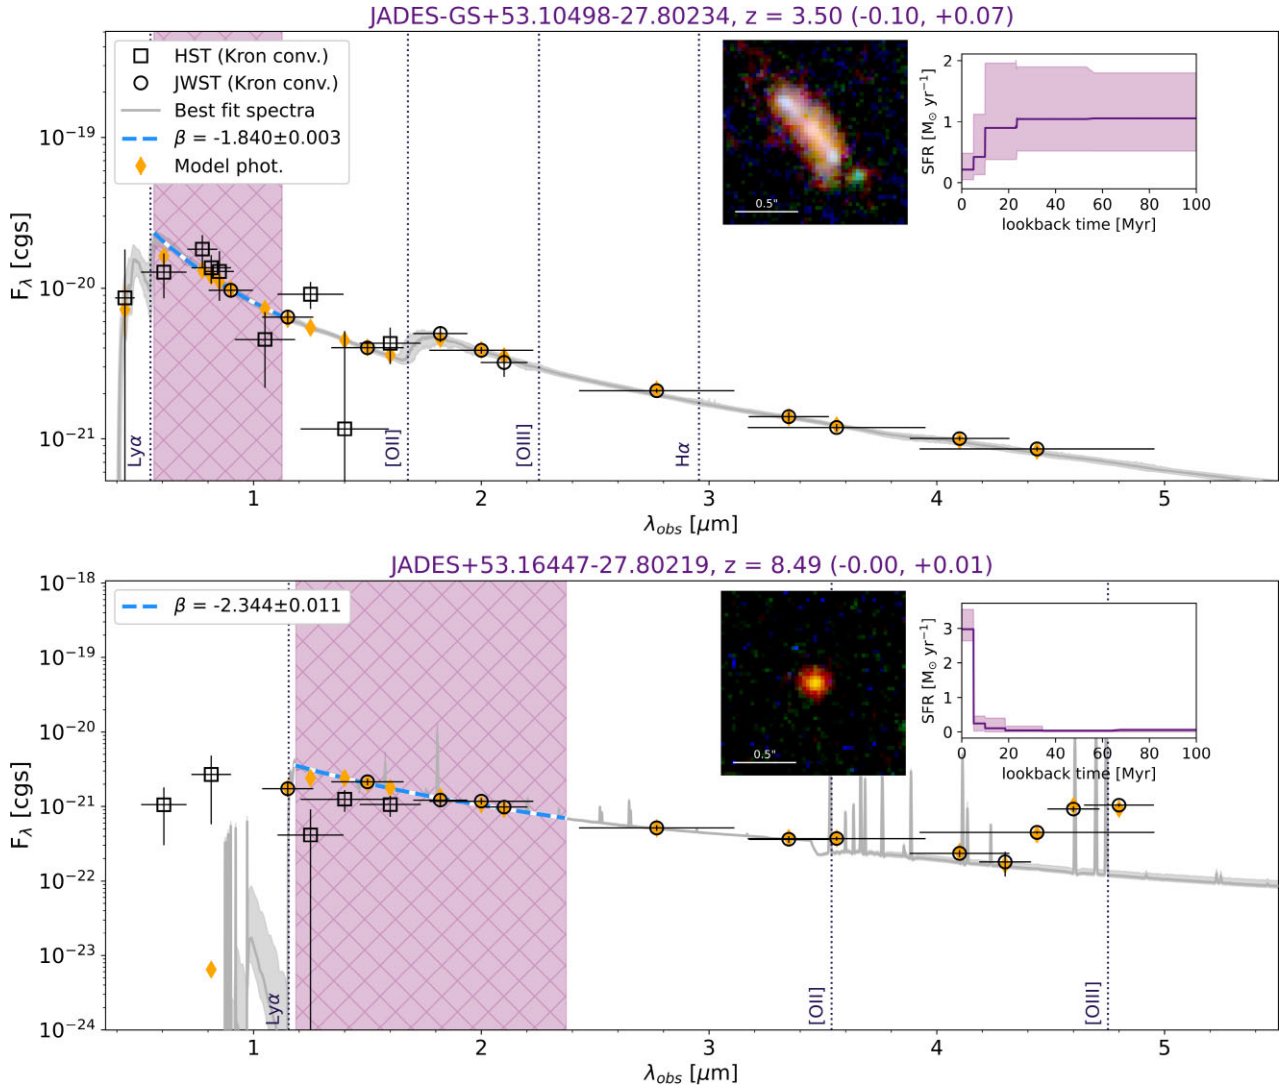 JADES-GS+53.10498-27.80234, z = 3.50 (-0.10, +0.07)
HST (Kron conv.)
JWST (Kron conv.)
Best fit spectra
β = -1.840±0.003
Model phot.
0.5"
2
1
0
SFR [M⊙ yr⁻¹]
0 20 40 60 80 100
lookback time [Myr]
10⁻¹⁹
10⁻²⁰
10⁻²¹
F_λ [cgs]
Lyα
[OII]
[OIII]
Hα
1 2 3 4 5
λ_obs [μm]
JADES+53.16447-27.80219, z = 8.49 (-0.00, +0.01)
β = -2.344±0.011
0.5"
3
2
1
0
SFR [M⊙ yr⁻¹]
0 20 40 60 80 100
lookback time [Myr]
10⁻¹⁸
10⁻¹⁹
10⁻²⁰
10⁻²¹
10⁻²²
10⁻²³
10⁻²⁴
F_λ [cgs]
Lyα
[OII]
[OIII]
1 2 3 4 5
λ_obs [μm]